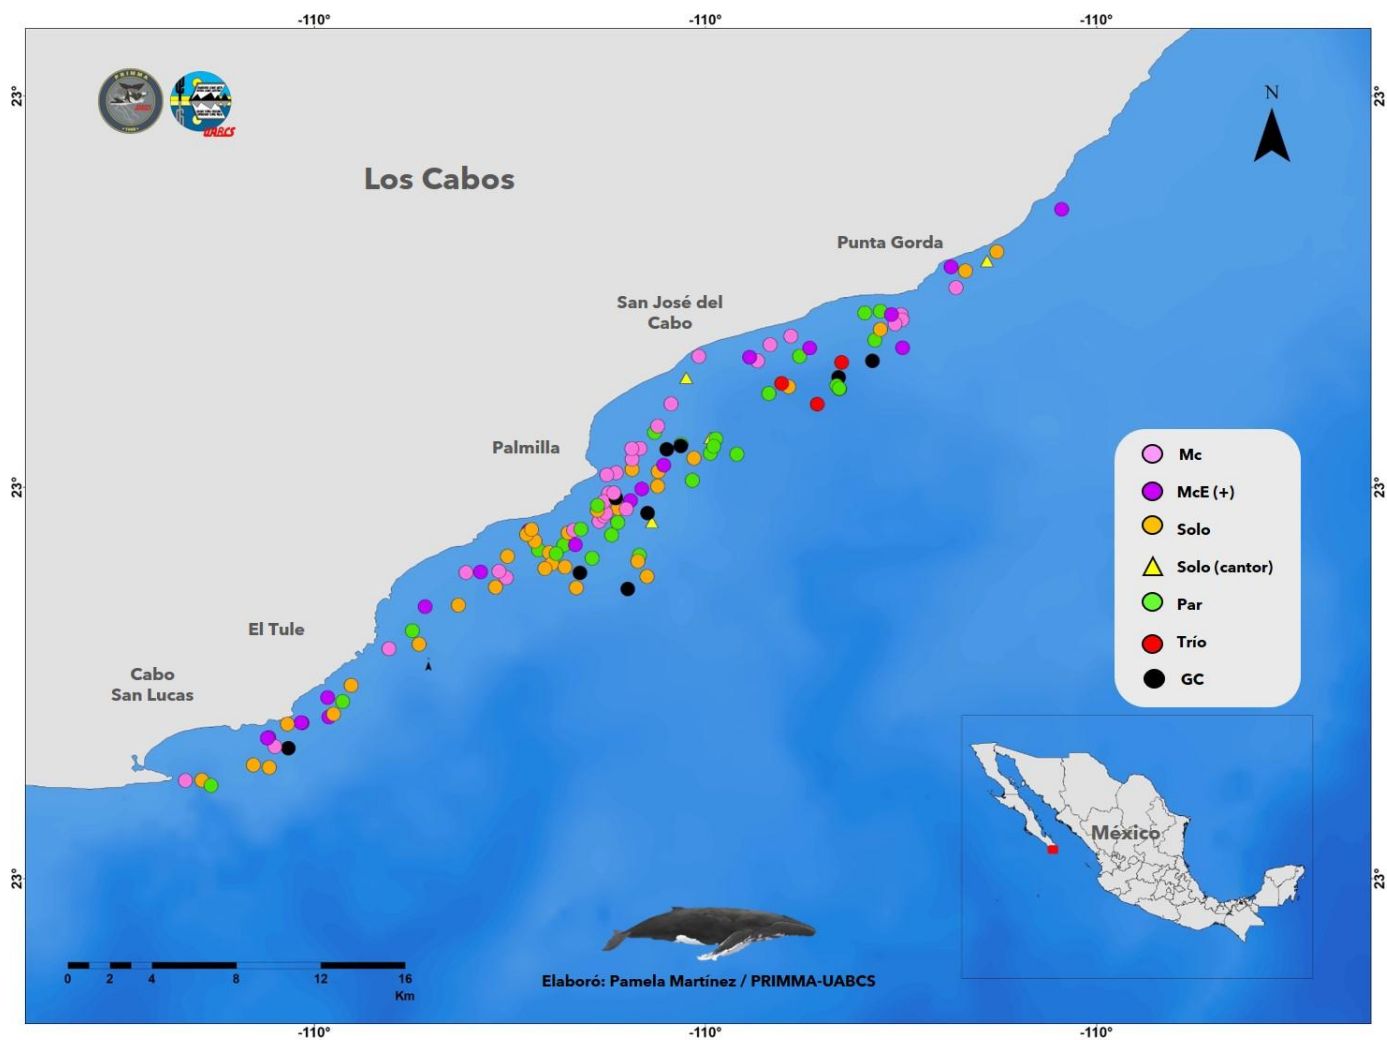 -110°
-110°
-110°
23°
23°
PRIMMA
UABCS
N
Los Cabos
Punta Gorda
San José del
Cabo
Palmilla
Mc
McE (+)
23°
23°
Solo
Solo (cantor)
Par
El Tule
Trío
Cabo
San Lucas
GC
México
23°
23°
Elaboró: Pamela Martínez / PRIMMA-UABCS
0
2
4
8
12
16
Km
-110°
-110°
-110°